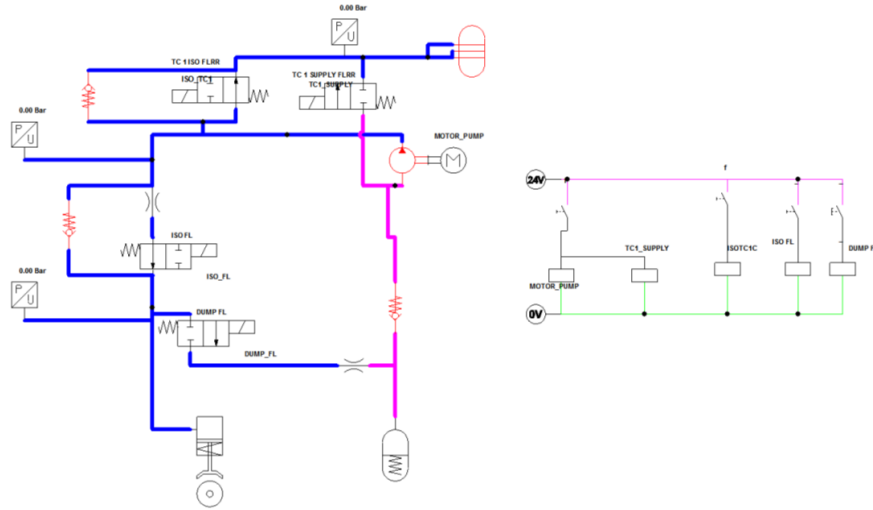 0.00 Bar
P
U
TC 1 ISO FLRR
ISO_TC1
TC 1 SUPPLY FLRR
TC1_SUPPLY
0.00 Bar
P
U
MOTOR_PUMP
M
f
24V
ISO FL
ISO_FL
TC1_SUPPLY
ISOTC1C
ISO FL
DUMP F
0.00 Bar
P
U
MOTOR_PUMP
DUMP FL
0V
DUMP_FL